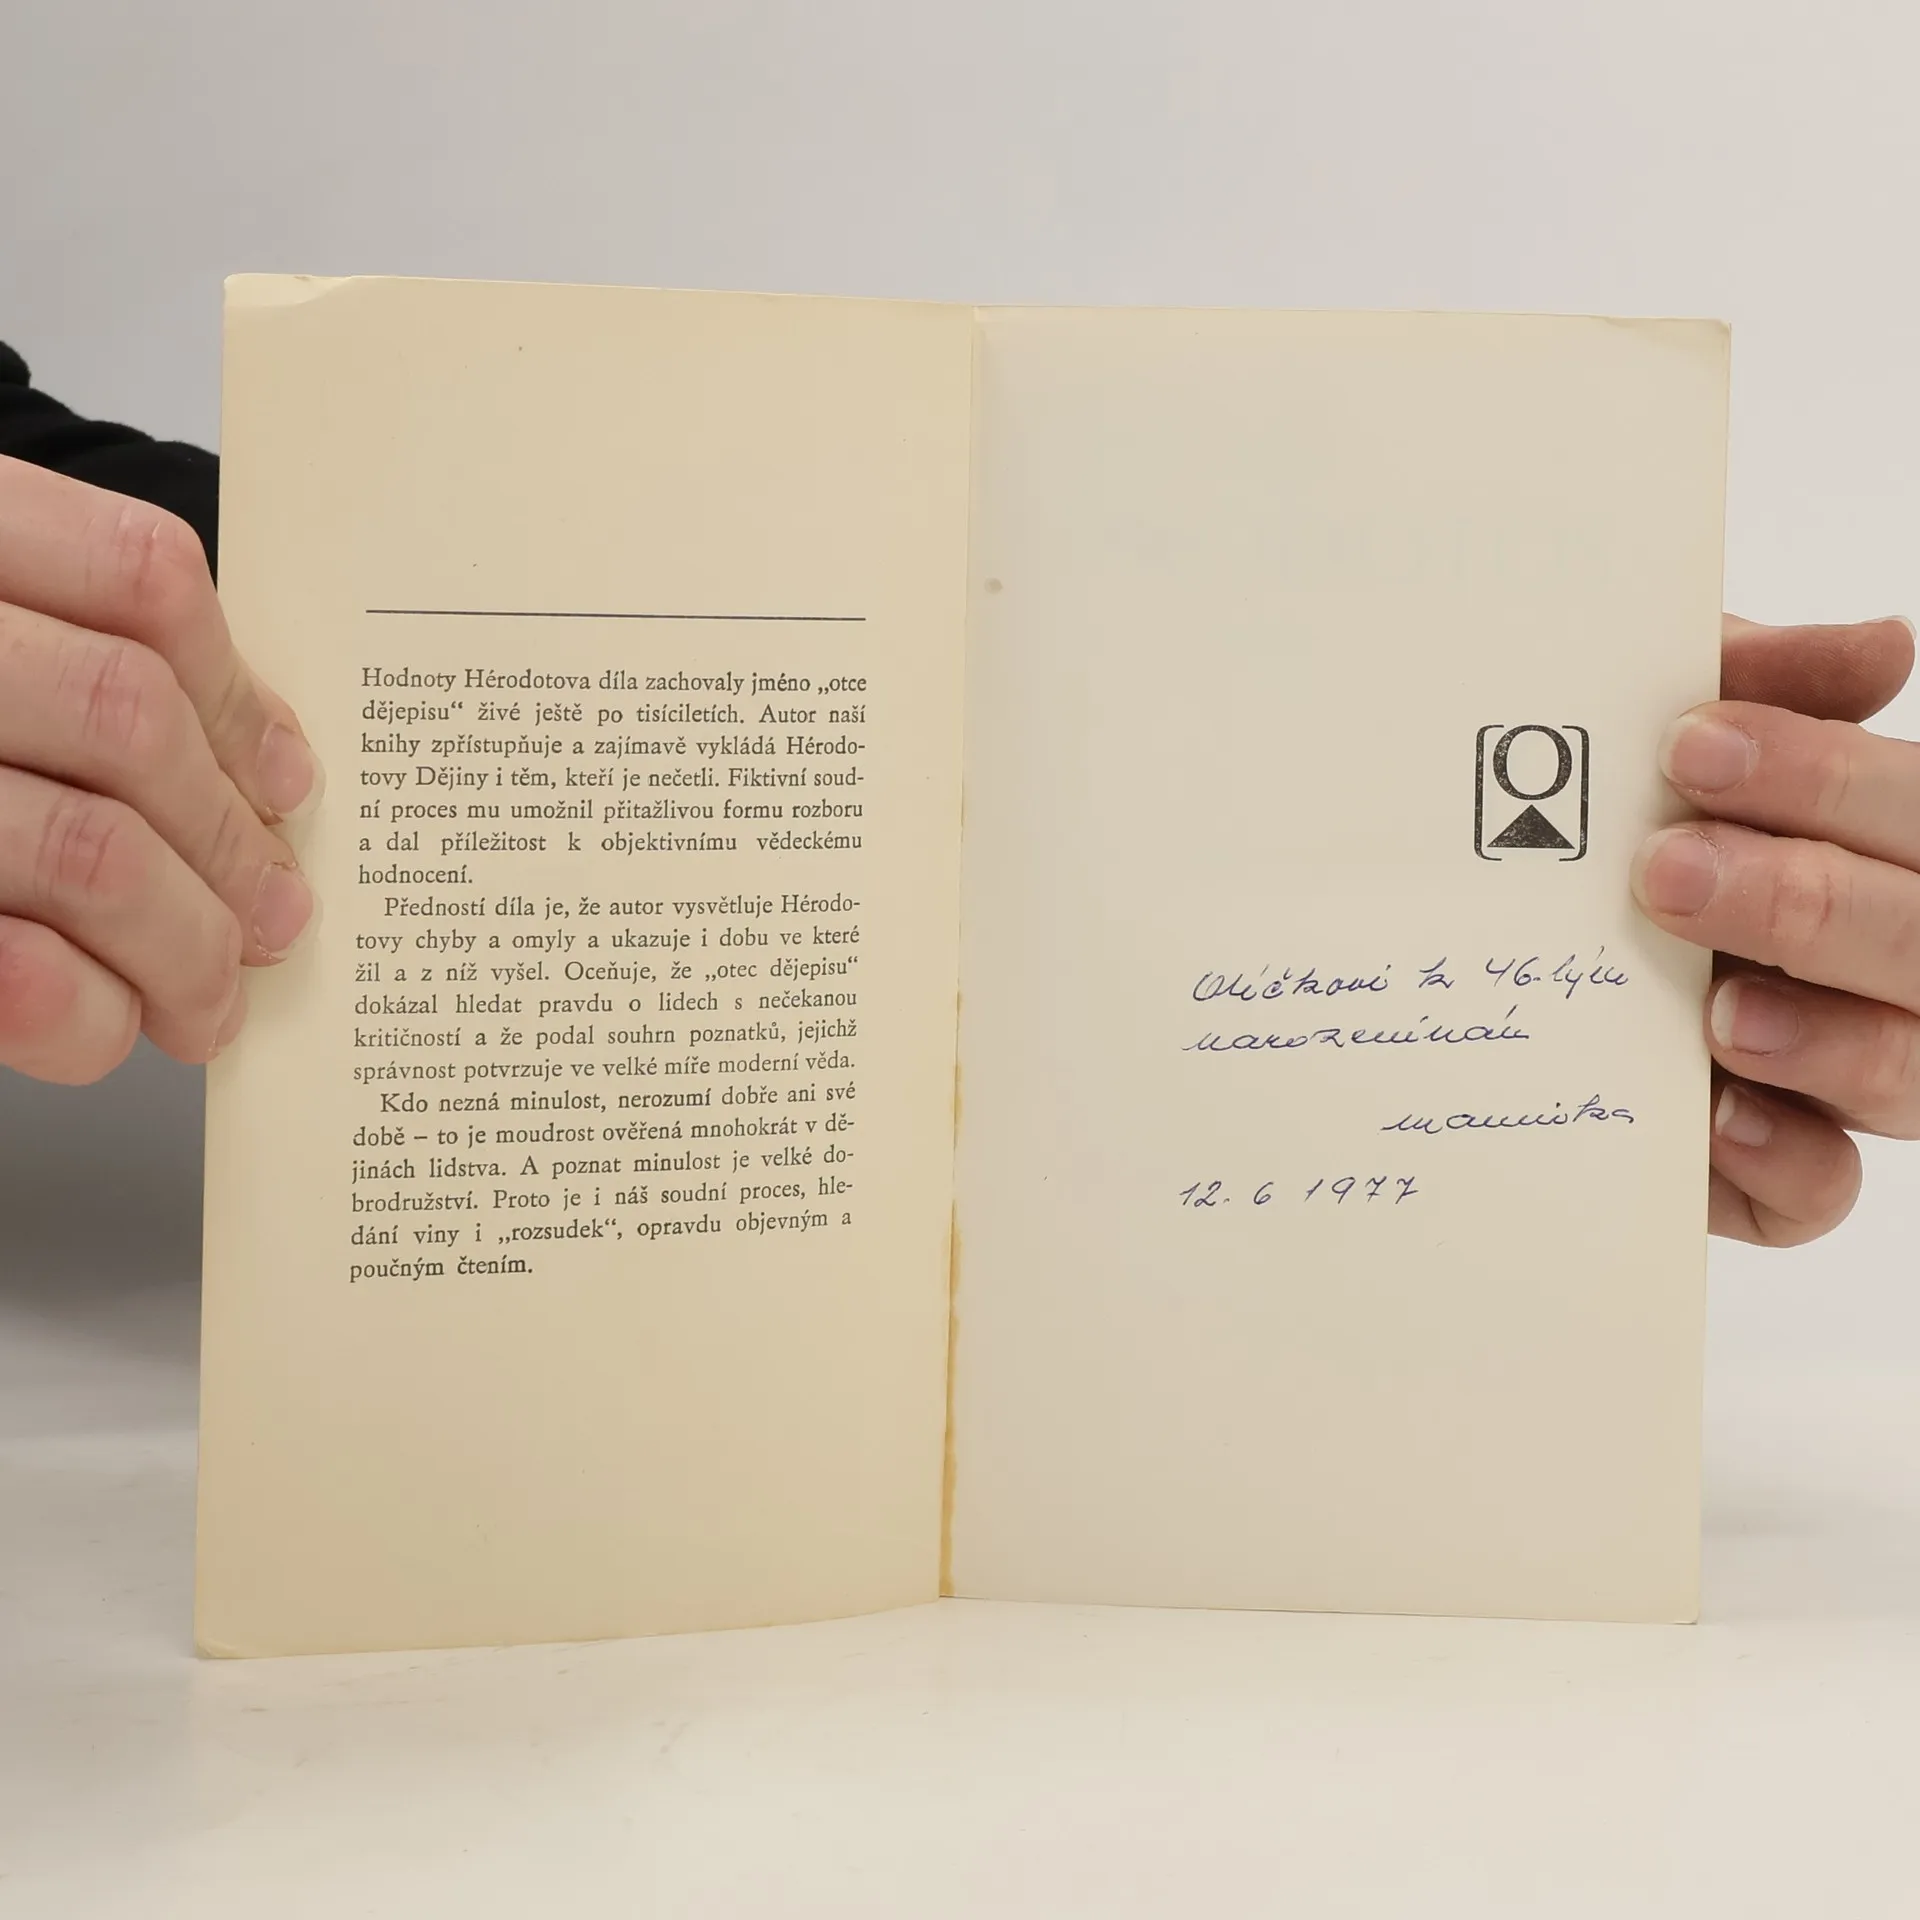 Hodnoty Hérodotova díla zachovaly jméno „otce
dějepisu“ živé ještě po tisíciletích. Autor naší
knihy zpřístupňuje a zajímavě vykládá Hérodo-
tovy Dějiny i těm, kteří je nečetli. Fiktivní soud-
ní proces mu umožnil přitažlivou formu rozboru
a dal příležitost k objektivnímu vědeckému
hodnocení.
Předností díla je, že autor vysvětluje Hérodo-
tovy chyby a omyly a ukazuje i dobu ve které
žil a z níž vyšel. Oceňuje, že „otec dějepisu“
dokázal hledat pravdu o lidech s nečekanou
kritičností a že podal souhrn poznatků, jejichž
správnost potvrzuje ve velké míře moderní věda.
Kdo nezná minulost, nerozumí dobře ani své
době – to je moudrost ověřená mnohokrát v dě-
jinách lidstva. A poznat minulost je velké do-
brodružství. Proto je i náš soudní proces, hle-
dání viny i „rozsudek“, opravdu objevným a
poučným čtením.
k 46.tým
narozeninám
maminka
12. 6 1977